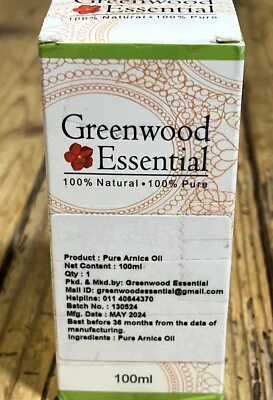 Greenwood
Essential
100% Natural • 100% Pure
Greenwood
Essential
100% Natural • 100% Pure
Product : Pure Arnica Oil
Net Content : 100ml
Qty : 1
Pkd. & Mkd.by: Greenwood Essential
Mail ID: greenwoodessential@gmail.com
Helpline: 011 40644370
Batch No. : 130524
Mfg. Date : MAY 2024
Best before 36 months from the date of
manufacturing.
Ingredients : Pure Arnica Oil
100ml